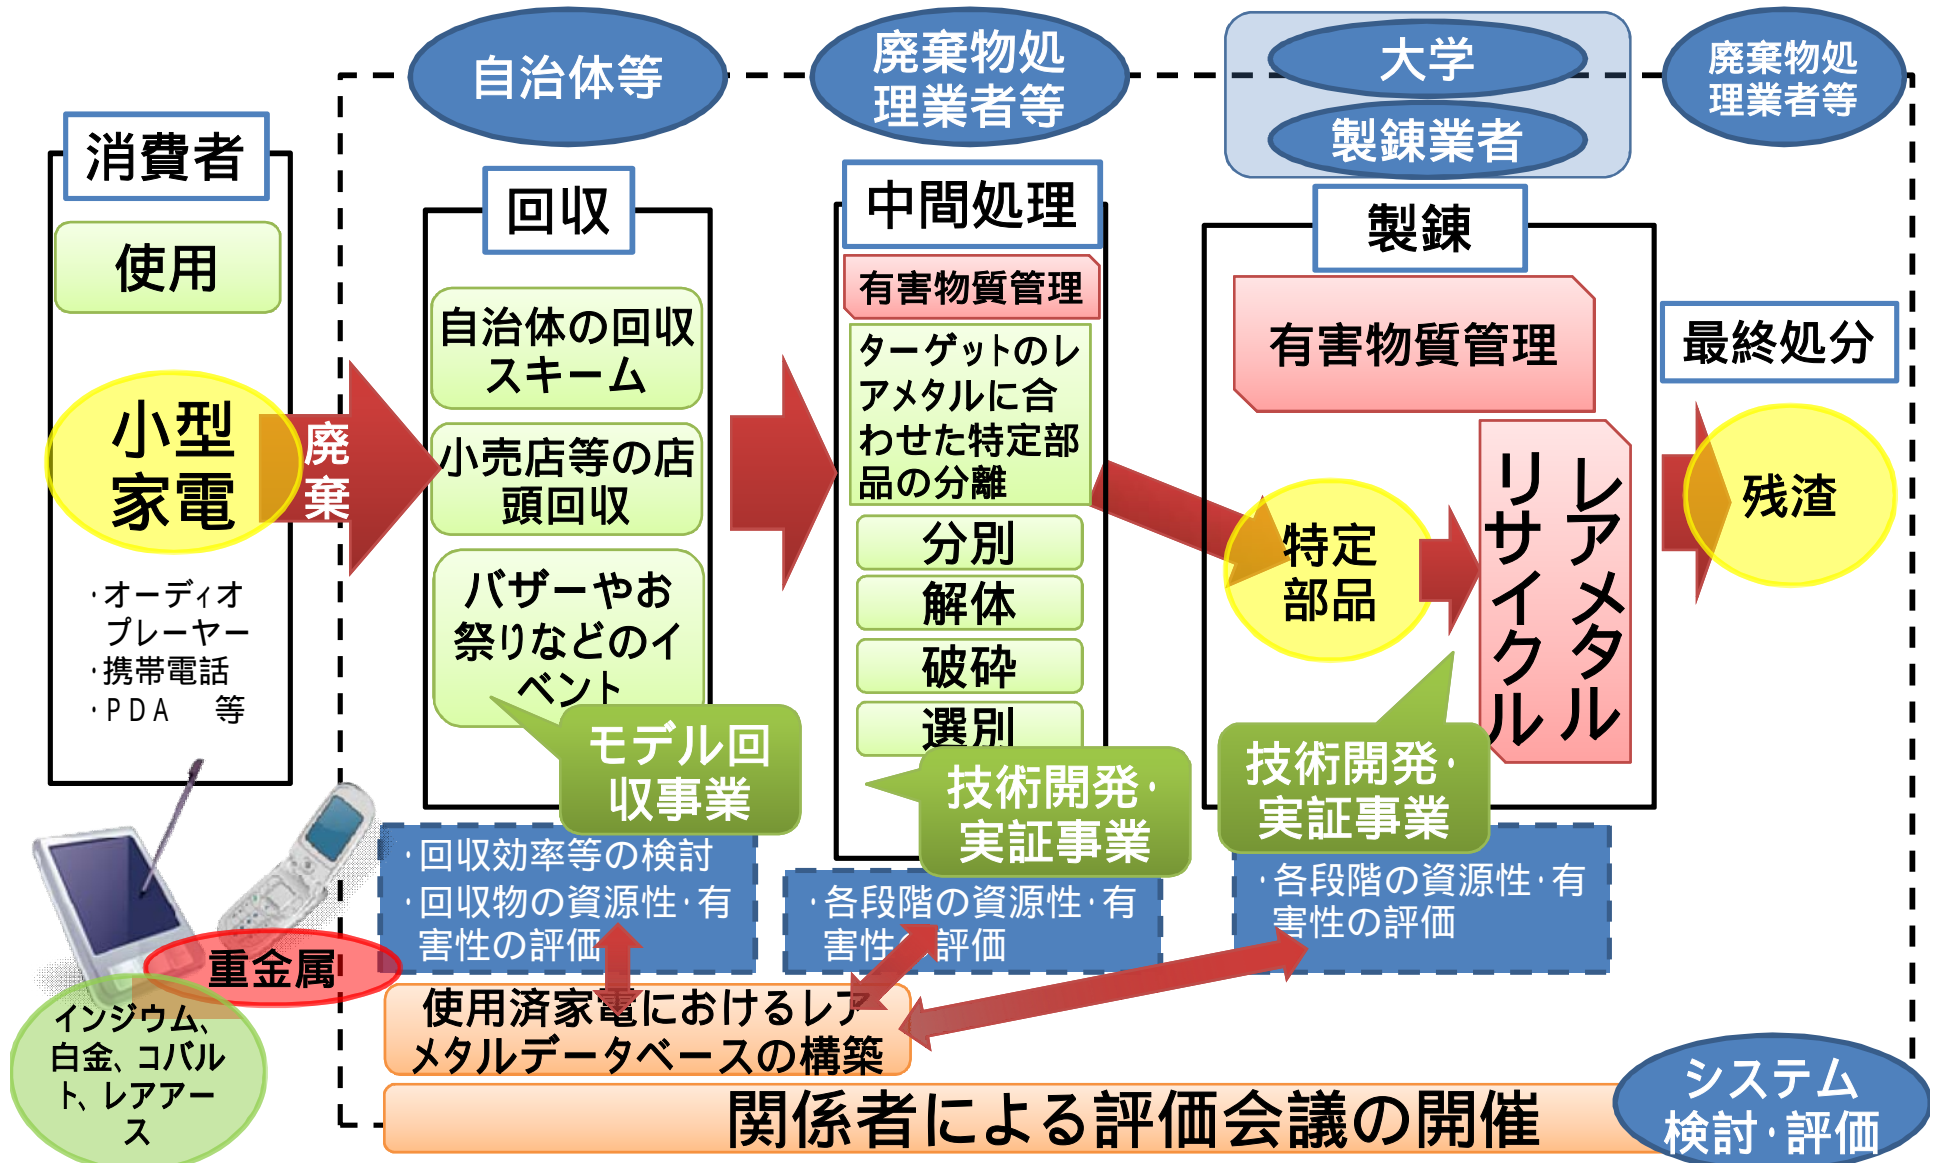 自治体等
廃棄物処
理業者等
大学
製錬業者
廃棄物処
理業者等
消費者
使用
小型
家電
・オーディオ
プレーヤー
・携帯電話
・PDA 等
廃
棄
重金属
インジウム、
白金、コバル
ト、レアアー
ス
回収
自治体の回収
スキーム
小売店等の店
頭回収
バザーやお
祭りなどのイ
ベント
モデル回
収事業
・回収効率等の検討
・回収物の資源性・有
害性の評価
中間処理
有害物質管理
ターゲットのレ
アメタルに合
わせた特定部
品の分離
分別
解体
破砕
選別
技術開発・
実証事業
・各段階の資源性・有
害性の評価
製錬
有害物質管理
特定
部品
レアメタル
リサイクル
技術開発・
実証事業
・各段階の資源性・有
害性の評価
最終処分
残渣
使用済家電におけるレア
メタルデータベースの構築
関係者による評価会議の開催
システム
検討・評価